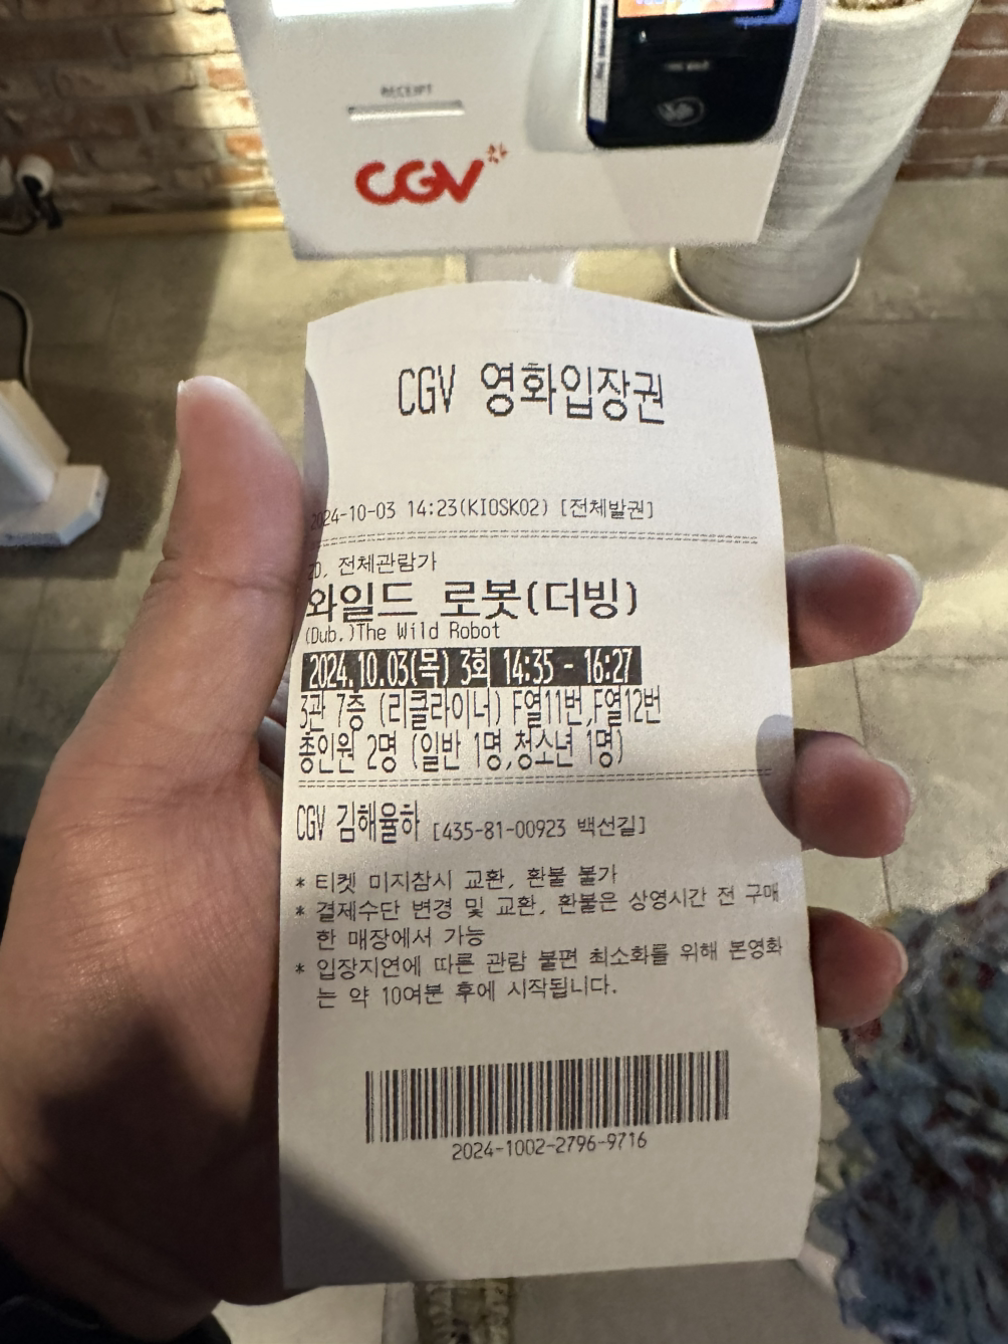 RECEIPT
CGV
CGV 영화입장권
2024-10-03 14:23(KIOSK02) [전체발권]
2D, 전체관람가
와일드 로봇(더빙)
(Dub.)The Wild Robot
2024.10.03(목) 3회 14:35 - 16:27
3관 7층 (리클라이너) F열11번,F열12번
총인원 2명 (일반 1명,청소년 1명)
CGV 김해율하 [435-81-00923 백선길]
* 티켓 미지참시 교환, 환불 불가
* 결제수단 변경 및 교환, 환불은 상영시간 전 구매
한 매장에서 가능
* 입장지연에 따른 관람 불편 최소화를 위해 본영화
는 약 10여분 후에 시작됩니다.
2024-1002-2796-9716